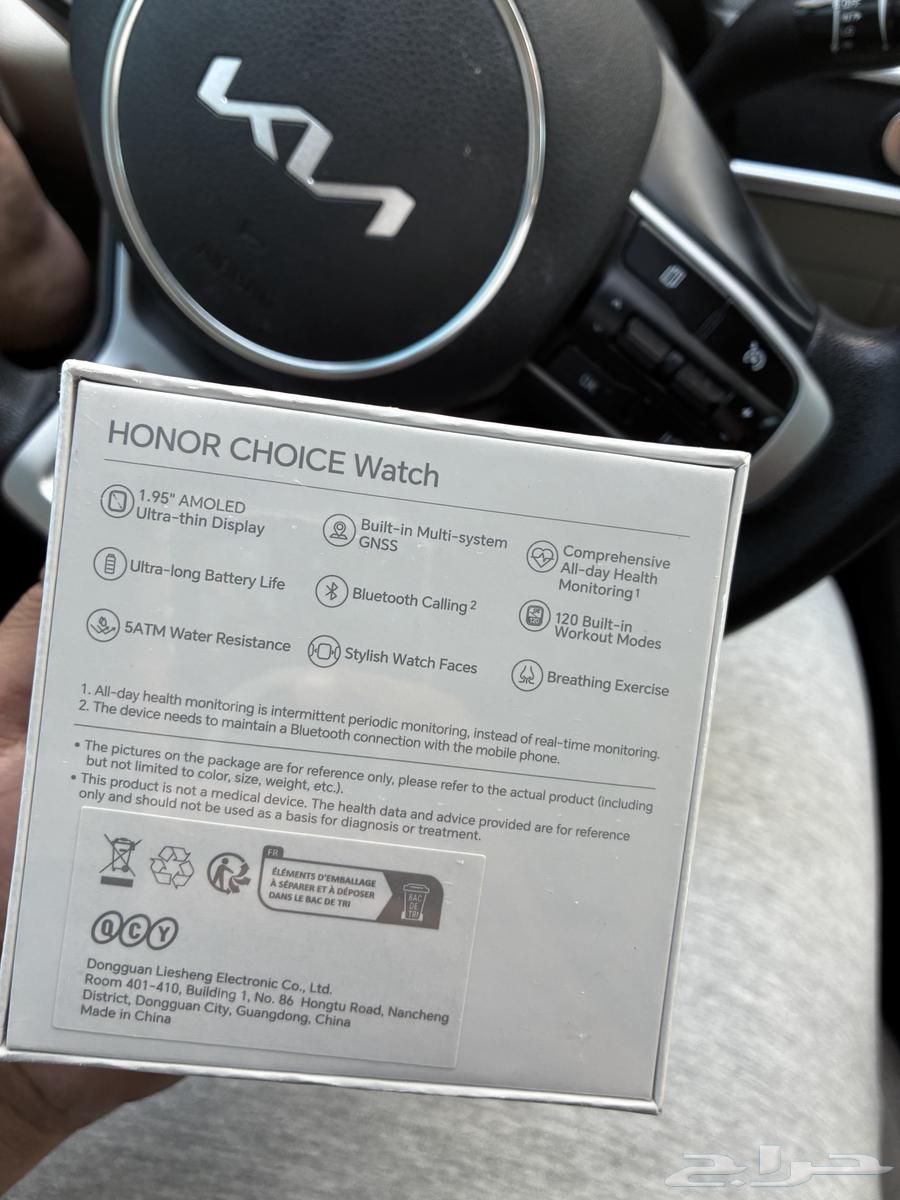 KIA
HONOR CHOICE Watch
1.95" AMOLED
Ultra-thin Display
Built-in Multi-system
GNSS
Comprehensive
All-day Health
Monitoring1
Ultra-long Battery Life
Bluetooth Calling2
120 Built-in
Workout Modes
5ATM Water Resistance
Stylish Watch Faces
Breathing Exercise
1. All-day health monitoring is intermittent periodic monitoring, instead of real-time monitoring.
2. The device needs to maintain a Bluetooth connection with the mobile phone.
• The pictures on the package are for reference only, please refer to the actual product (including
but not limited to color, size, weight, etc.).
• This product is not a medical device. The health data and advice provided are for reference
only and should not be used as a basis for diagnosis or treatment.
FR
ÉLÉMENTS D'EMBALLAGE
À SÉPARER ET À DÉPOSER
DANS LE BAC DE TRI
BAC
DE
TRI
QCY
Dongguan Liesheng Electronic Co., Ltd.
Room 401-410, Building 1, No. 86 Hongtu Road, Nancheng
District, Dongguan City, Guangdong, China
Made in China
حراج